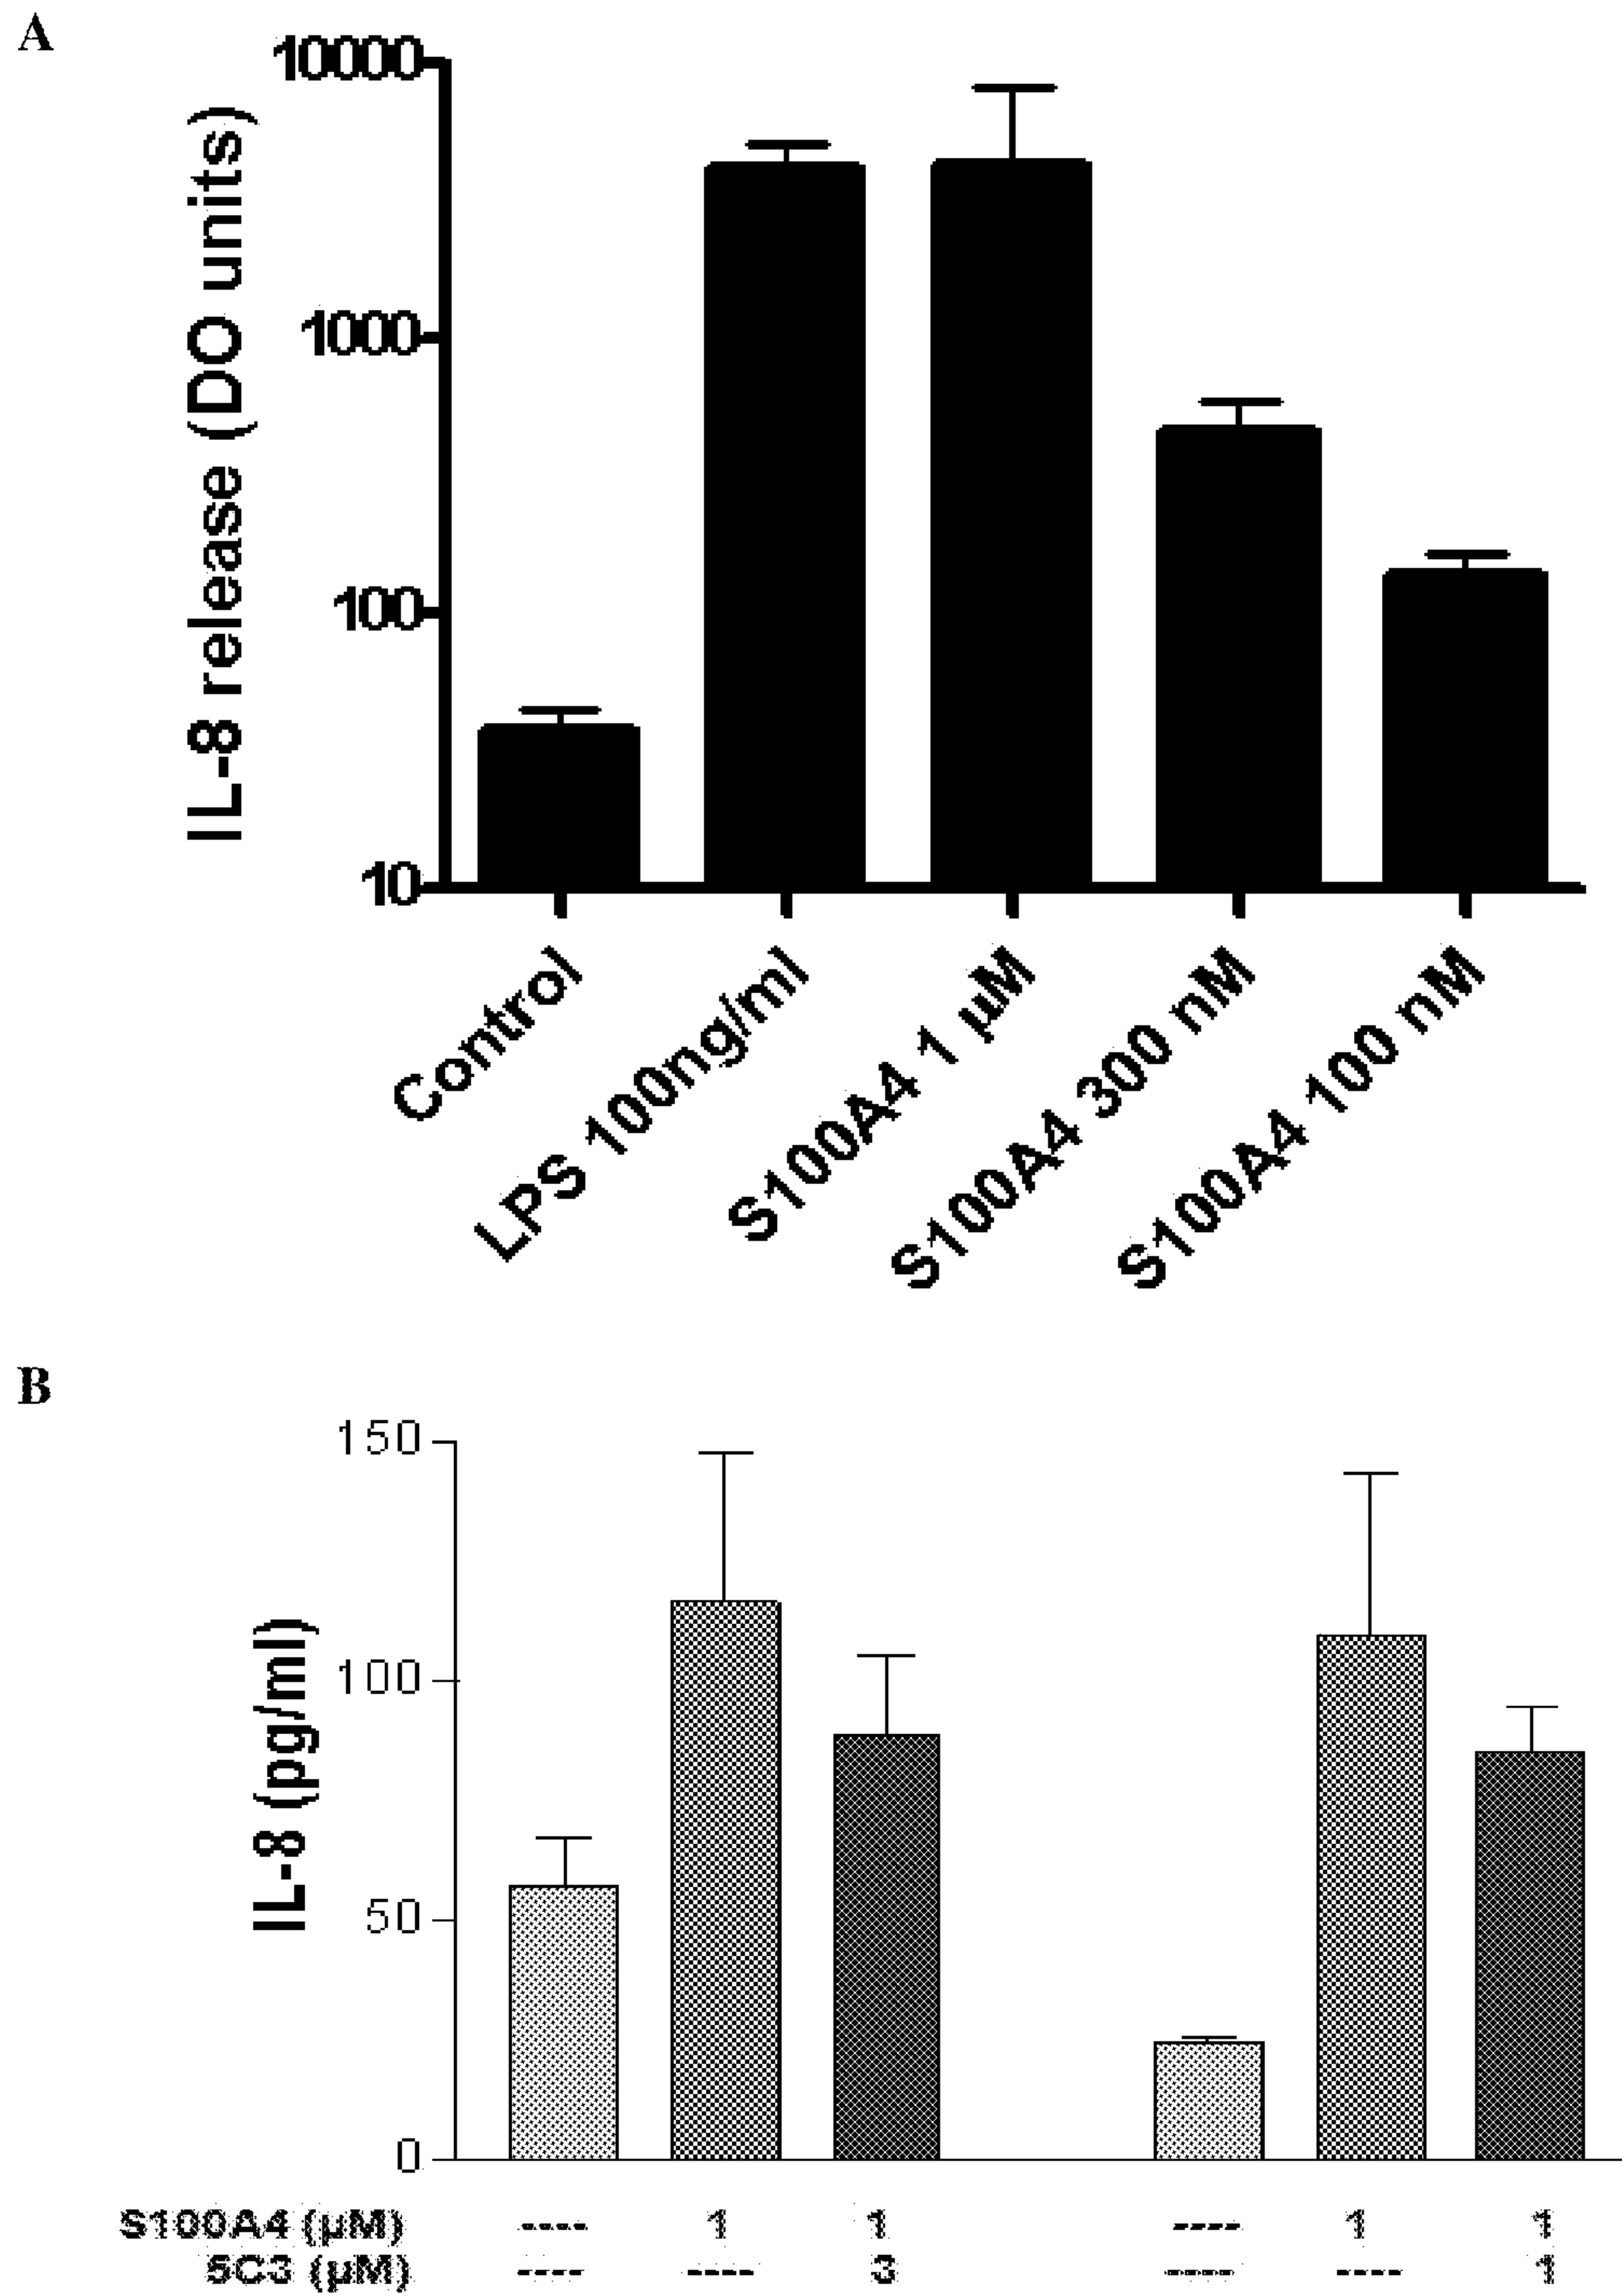 A
IL-8 release (DO units)
10000
1000
100
10
Control
LPS 100ng/ml
S100A4 1 µM
S100A4 300 nM
S100A4 100 nM
B
IL-8 (pg/ml)
150
100
50
0
S100A4 (µM) ---- 1 1 ---- 1 1
5C3 (µM) ---- ---- 3 ---- ---- 1